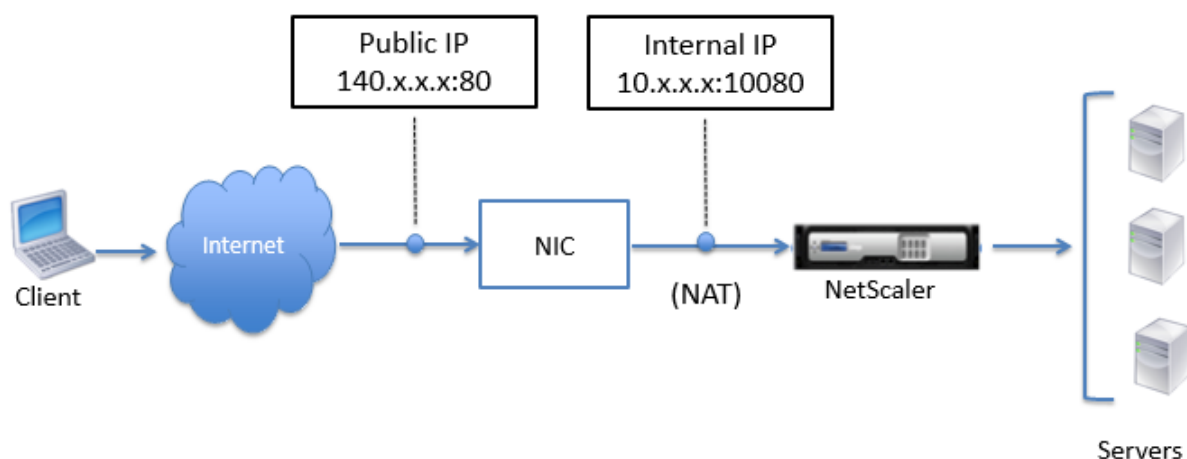 Public IP
140.x.x.x:80
Internal IP
10.x.x.x:10080
Client
Internet
NIC
(NAT)
NetScaler
Servers